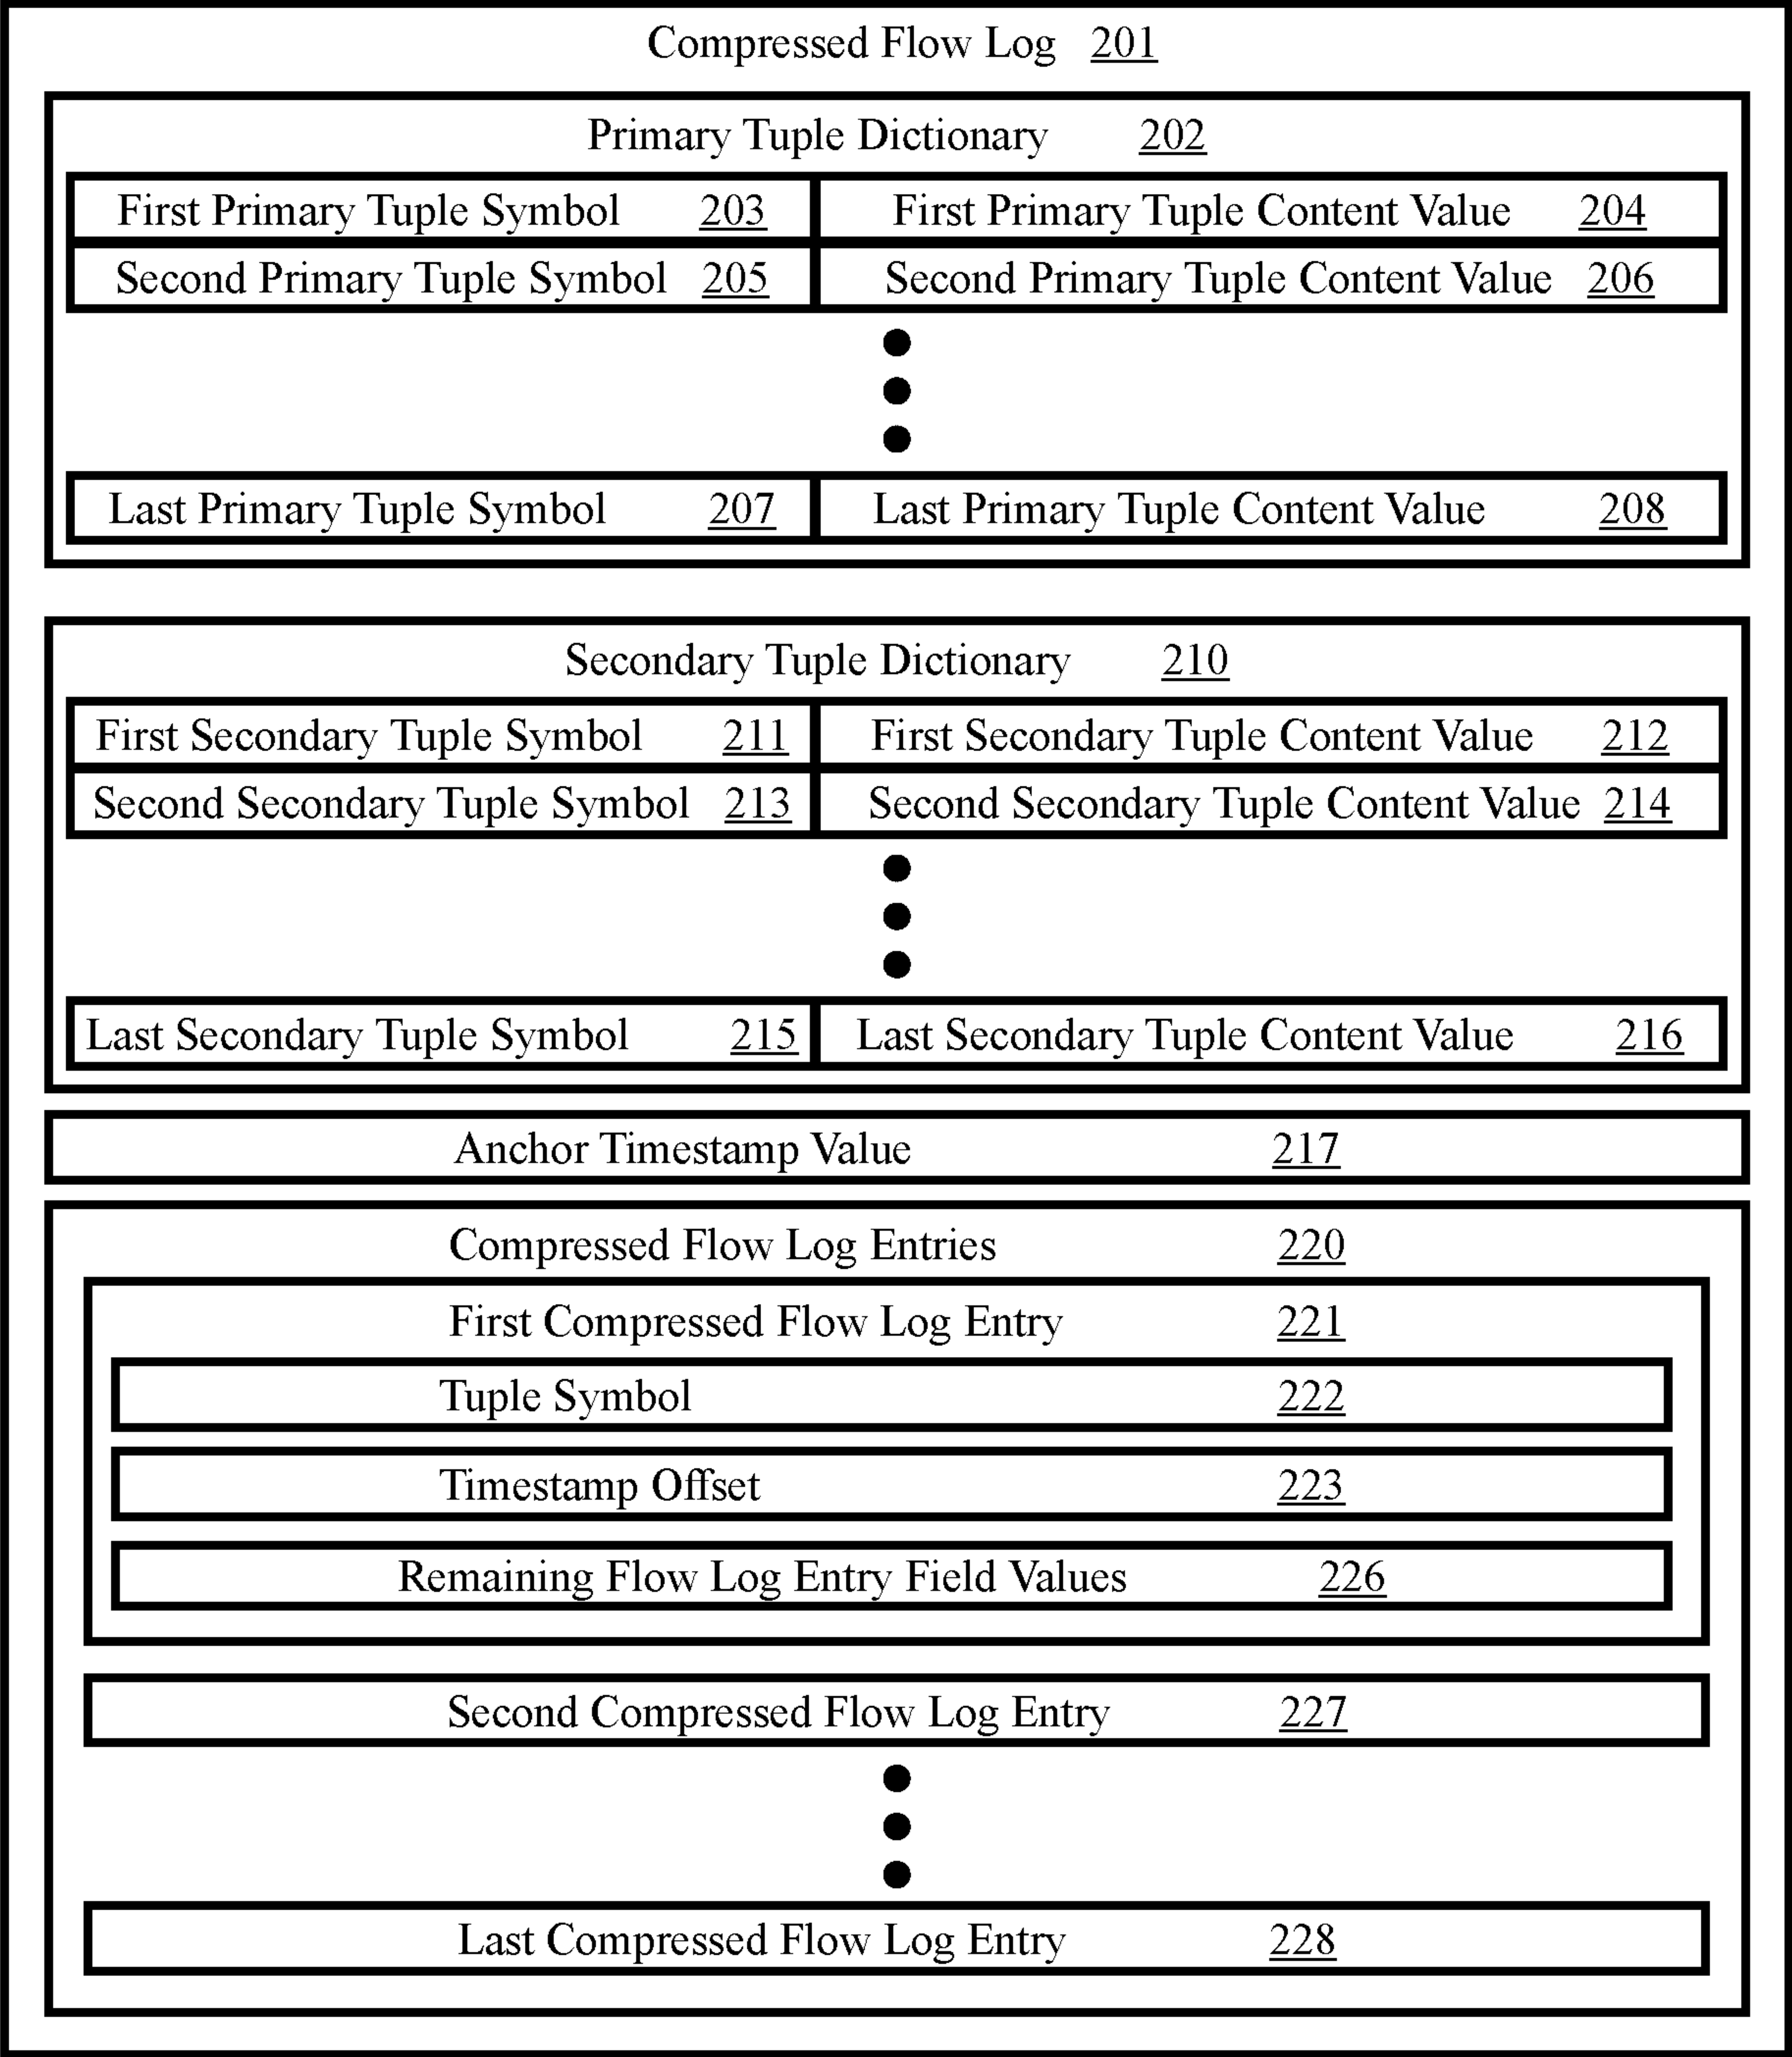 Compressed Flow Log 201
Primary Tuple Dictionary 202
First Primary Tuple Symbol 203 First Primary Tuple Content Value 204
Second Primary Tuple Symbol 205 Second Primary Tuple Content Value 206
Last Primary Tuple Symbol 207 Last Primary Tuple Content Value 208
Secondary Tuple Dictionary 210
First Secondary Tuple Symbol 211 First Secondary Tuple Content Value 212
Second Secondary Tuple Symbol 213 Second Secondary Tuple Content Value 214
Last Secondary Tuple Symbol 215 Last Secondary Tuple Content Value 216
Anchor Timestamp Value 217
Compressed Flow Log Entries 220
First Compressed Flow Log Entry 221
Tuple Symbol 222
Timestamp Offset 223
Remaining Flow Log Entry Field Values 226
Second Compressed Flow Log Entry 227
Last Compressed Flow Log Entry 228